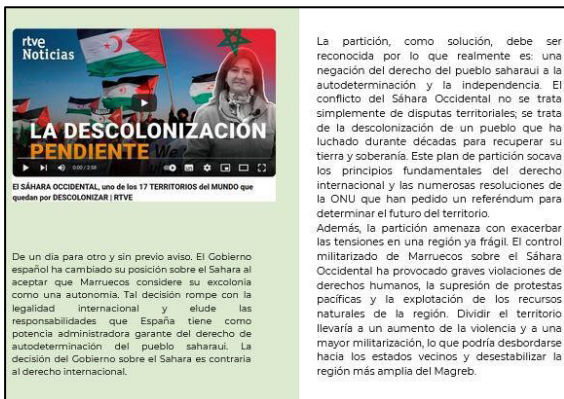 rtve
Noticias
LA DESCOLONIZACIÓN
PENDIENTE
0:00 / 2:58
El SÁHARA OCCIDENTAL, uno de los 17 TERRITORIOS del MUNDO que
quedan por DESCOLONIZAR | RTVE
De un dia para otro y sin previo aviso. El Gobierno
español ha cambiado su posición sobre el Sahara al
aceptar que Marruecos considere su excolonia
como una autonomía. Tal decisión rompe con la
legalidad internacional y elude las
responsabilidades que España tiene como
potencia administradora garante del derecho de
autodeterminación del pueblo saharaui. La
decisión del Gobierno sobre el Sahara es contraria
al derecho internacional.
La partición, como solución, debe ser
reconocida por lo que realmente es: una
negación del derecho del pueblo saharaui a la
autodeterminación y la independencia. El
conflicto del Sáhara Occidental no se trata
simplemente de disputas territoriales; se trata
de la descolonización de un pueblo que ha
luchado durante décadas para recuperar su
tierra y soberanía. Este plan de partición socava
los principios fundamentales del derecho
internacional y las numerosas resoluciones de
la ONU que han pedido un referéndum para
determinar el futuro del territorio.
Además, la partición amenaza con exacerbar
las tensiones en una región ya frágil. El control
militarizado de Marruecos sobre el Sáhara
Occidental ha provocado graves violaciones de
derechos humanos, la supresión de protestas
pacíficas y la explotación de los recursos
naturales de la región. Dividir el territorio
llevaría a un aumento de la violencia y a una
mayor militarización, lo que podría desbordarse
hacia los estados vecinos y desestabilizar la
región más amplia del Magreb.